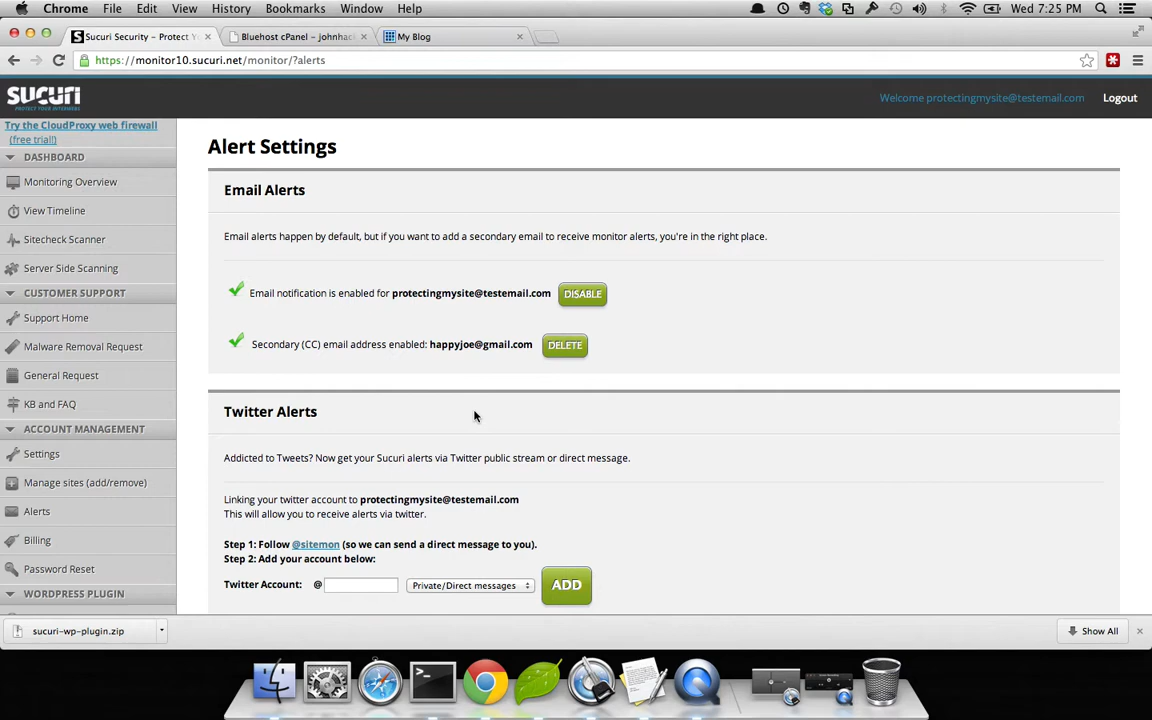 Chrome File Edit View History Bookmarks Window Help Wed 7:25 PM
Sucuri Security – Protect Y
Bluehost cPanel – johnhac
My Blog
https://monitor10.sucuri.net/monitor/?alerts
SUCURI
Welcome protectingmysite@testemail.com Logout
Try the CloudProxy web firewall
(free trial!)
DASHBOARD
Monitoring Overview
View Timeline
Sitecheck Scanner
Server Side Scanning
CUSTOMER SUPPORT
Support Home
Malware Removal Request
General Request
KB and FAQ
ACCOUNT MANAGEMENT
Settings
Manage sites (add/remove)
Alerts
Billing
Password Reset
WORDPRESS PLUGIN
Alert Settings
Email Alerts
Email alerts happen by default, but if you want to add a secondary email to receive monitor alerts, you're in the right place.
Email notification is enabled for protectingmysite@testemail.com DISABLE
Secondary (CC) email address enabled: happyjoe@gmail.com DELETE
Twitter Alerts
Addicted to Tweets? Now get your Sucuri alerts via Twitter public stream or direct message.
Linking your twitter account to protectingmysite@testemail.com
This will allow you to receive alerts via twitter.
Step 1: Follow @sitemon (so we can send a direct message to you).
Step 2: Add your account below:
Twitter Account: @ Private/Direct messages ADD
sucuri-wp-plugin.zip
Show All